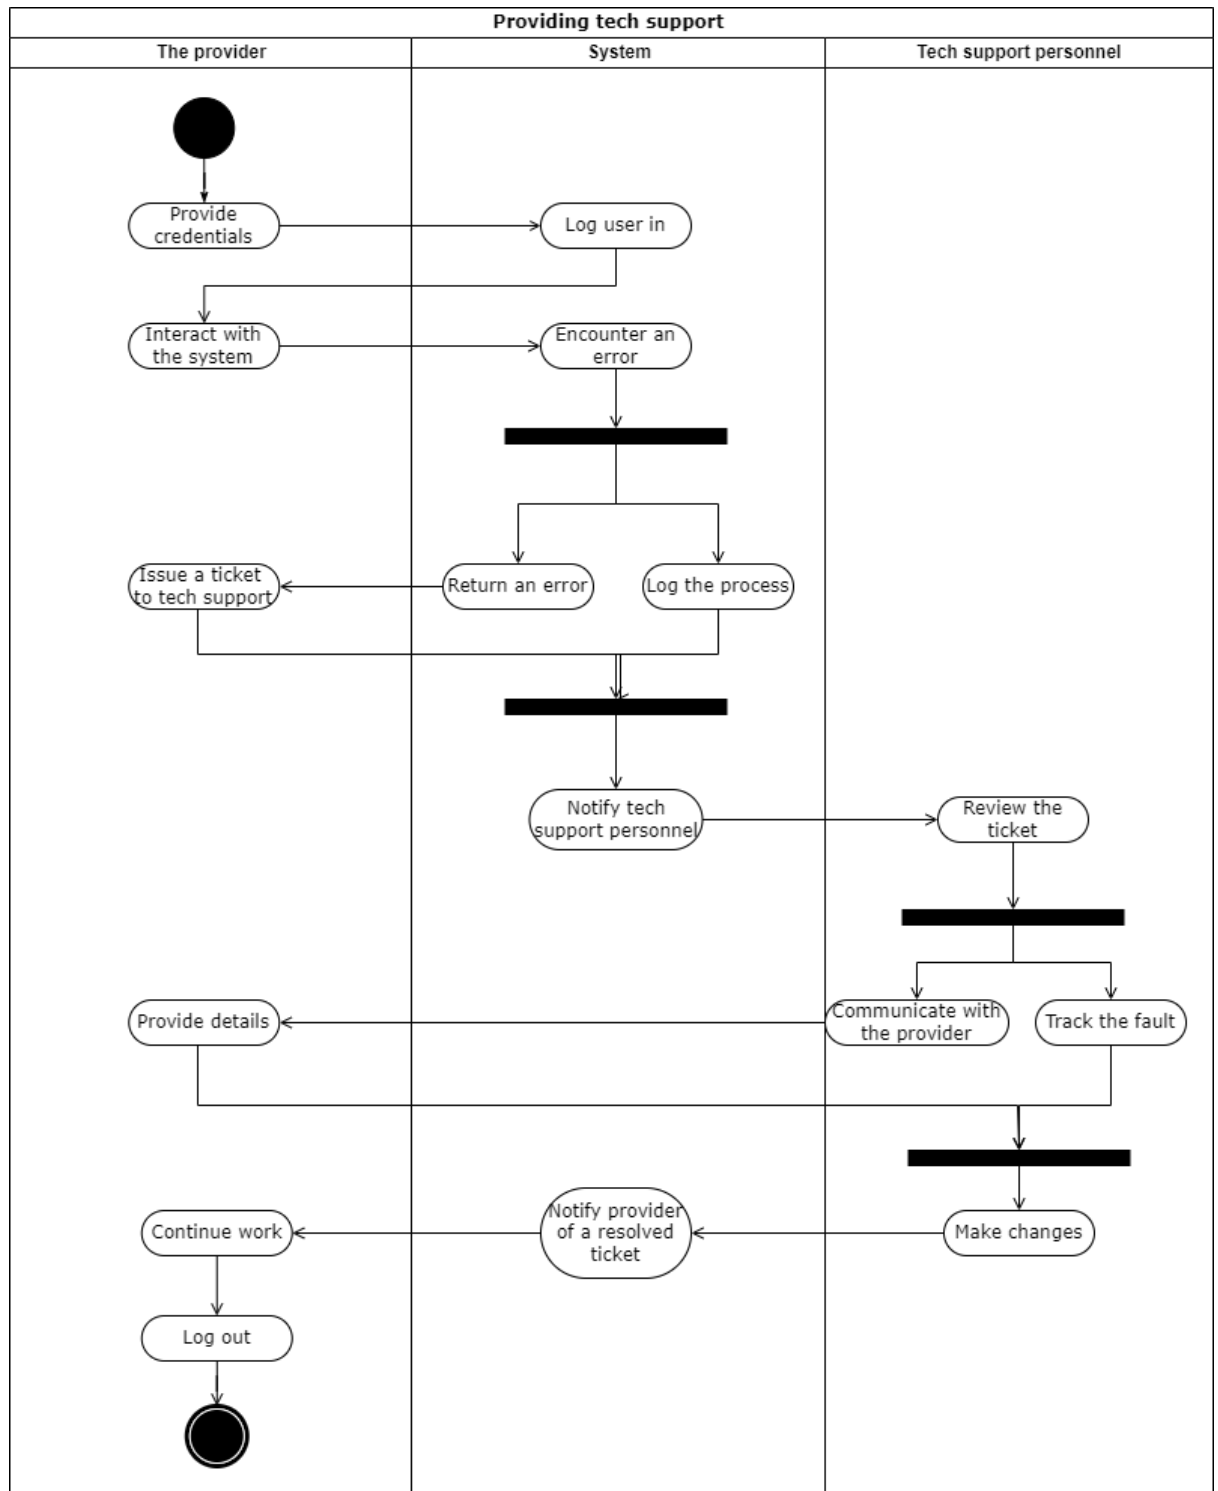 Providing tech support
The provider
System
Tech support personnel
Provide
credentials
Log user in
Interact with
the system
Encounter an
error
Issue a ticket
to tech support
Return an error
Log the process
Notify tech
support personnel
Review the
ticket
Provide details
Communicate with
the provider
Track the fault
Continue work
Notify provider
of a resolved
ticket
Make changes
Log out